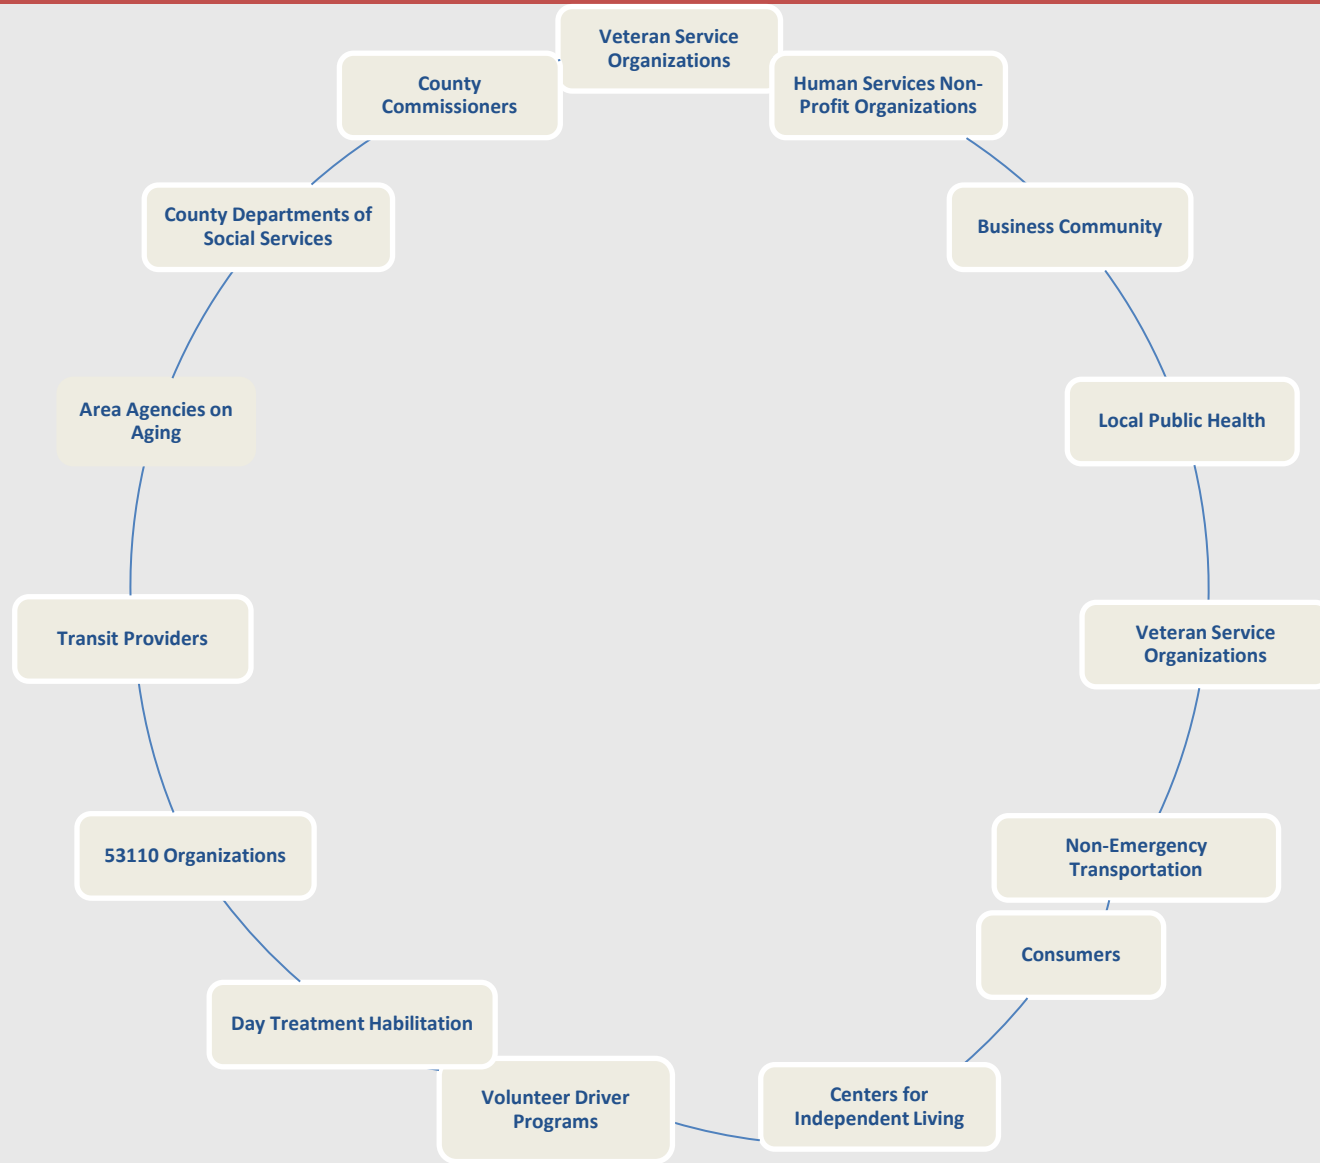 Veteran Service
Organizations
Human Services Non-
Profit Organizations
Business Community
Local Public Health
Veteran Service
Organizations
Non-Emergency
Transportation
Consumers
Centers for
Independent Living
Volunteer Driver
Programs
Day Treatment Habilitation
53110 Organizations
Transit Providers
Area Agencies on
Aging
County Departments of
Social Services
County
Commissioners